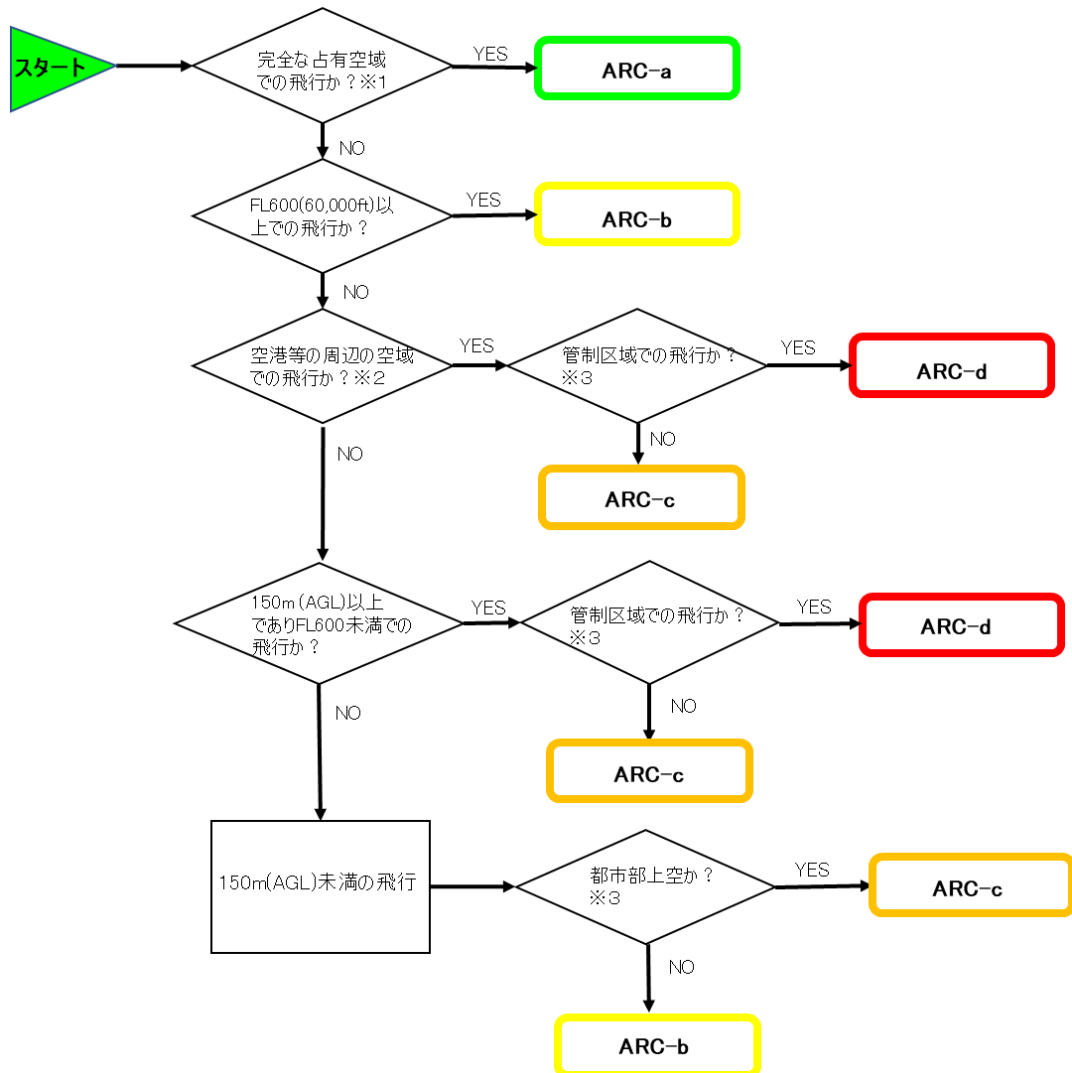 スタート
完全な占有空域
での飛行か?※1
YES
ARC-a
NO
FL600(60,000ft)以
上での飛行か?
YES
ARC-b
NO
空港等の周辺の空域
での飛行か?※2
YES
管制区域での飛行か?
※3
YES
ARC-d
NO
ARC-c
NO
150m(AGL)以上
でありFL600未満での
飛行か?
YES
管制区域での飛行か?
※3
YES
ARC-d
NO
ARC-c
NO
150m(AGL)未満の飛行
都市部上空か?
※3
YES
ARC-c
NO
ARC-b